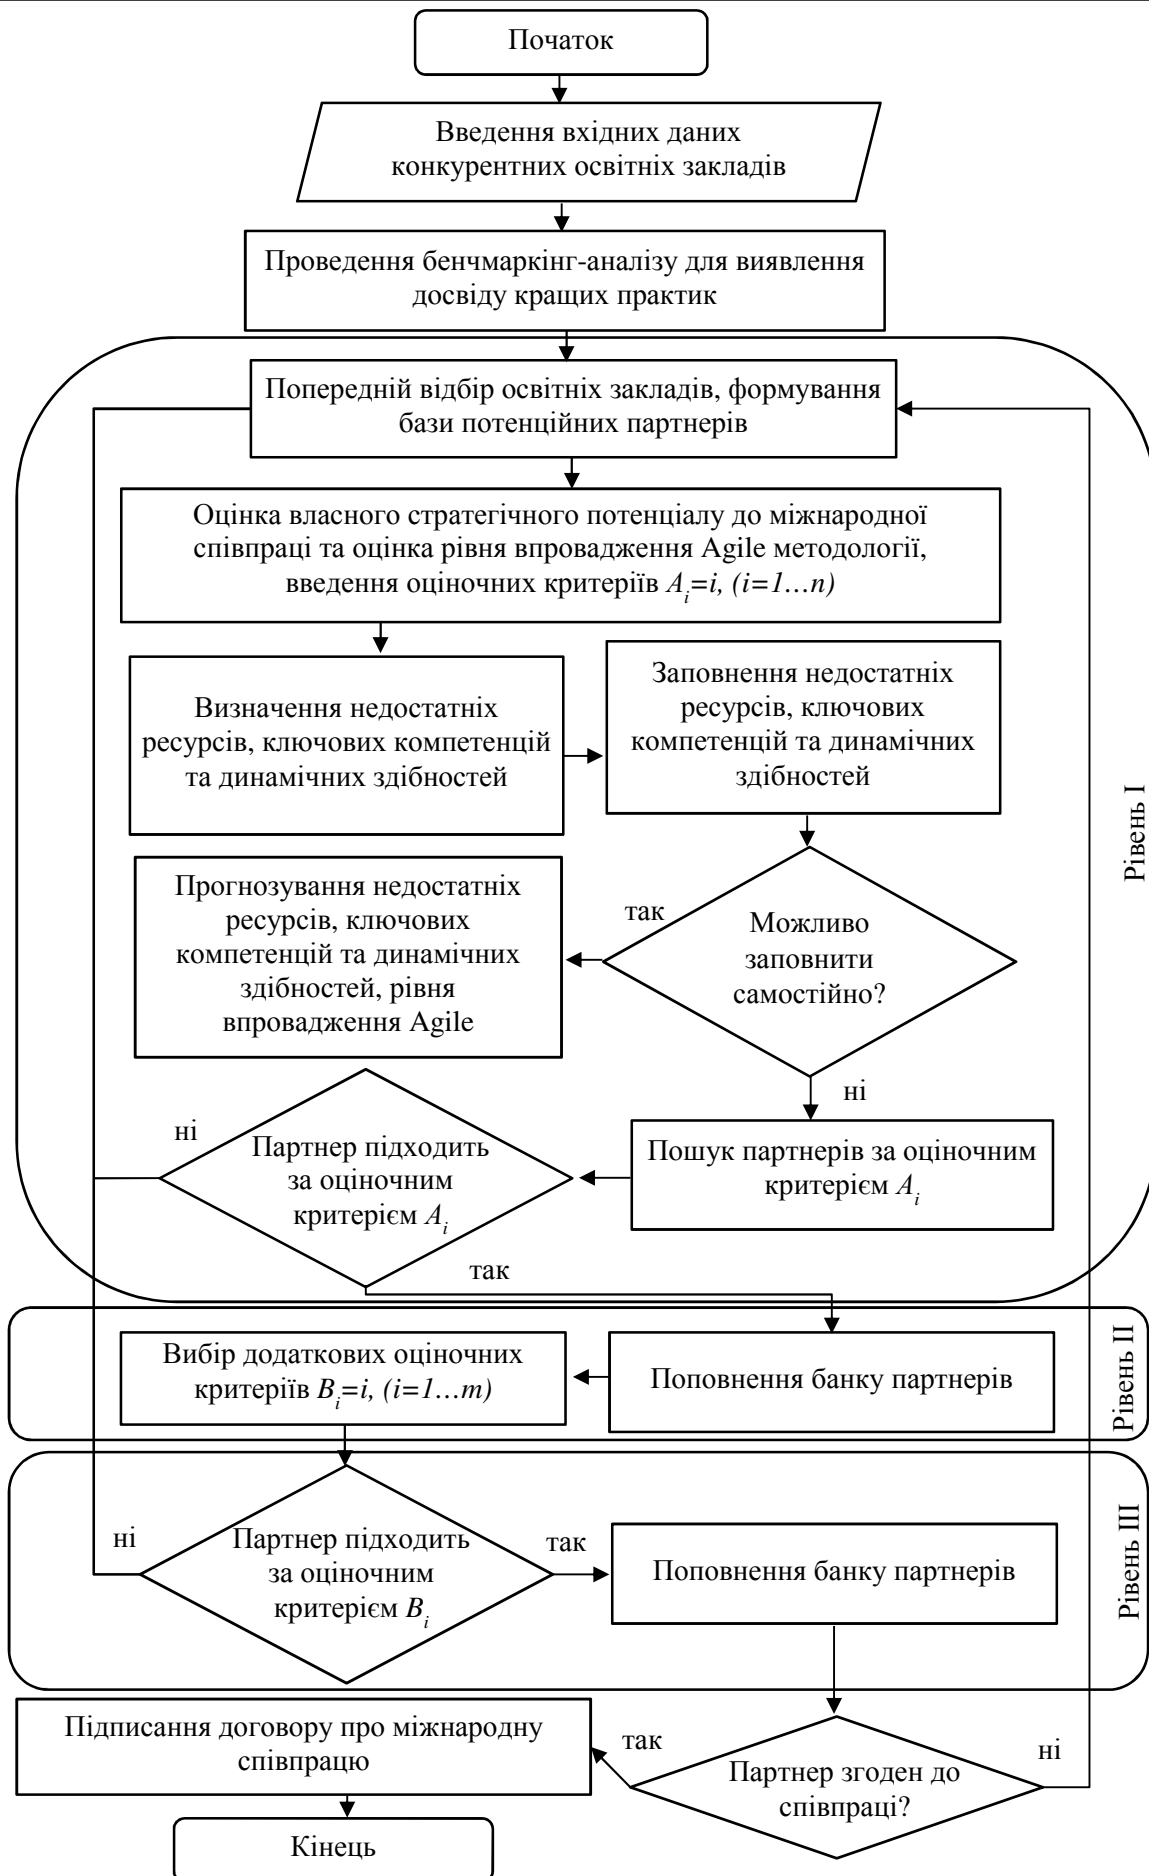 Початок
Введення вхідних даних
конкурентних освітніх закладів
Проведення бенчмаркінг-аналізу для виявлення
досвіду кращих практик
Попередній відбір освітніх закладів, формування
бази потенційних партнерів
Оцінка власного стратегічного потенціалу до міжнародної
співпраці та оцінка рівня впровадження Agile методології,
введення оціночних критеріїв A_i=i, (i=1…n)
Визначення недостатніх
ресурсів, ключових компетенцій
та динамічних здібностей
Заповнення недостатніх
ресурсів, ключових
компетенцій та динамічних
здібностей
Рівень I
Прогнозування недостатніх
ресурсів, ключових
компетенцій та динамічних
здібностей, рівня
впровадження Agile
так
Можливо
заповнити
самостійно?
ні
ні
Партнер підходить
за оціночним
критерієм A_i
Пошук партнерів за оціночним
критерієм A_i
так
Вибір додаткових оціночних
критеріїв B_i=i, (i=1…m)
Поповнення банку партнерів
Рівень II
ні
Партнер підходить
за оціночним
критерієм B_i
так
Поповнення банку партнерів
Рівень III
Підписання договору про міжнародну
співпрацю
так
Партнер згоден до
співпраці?
ні
Кінець